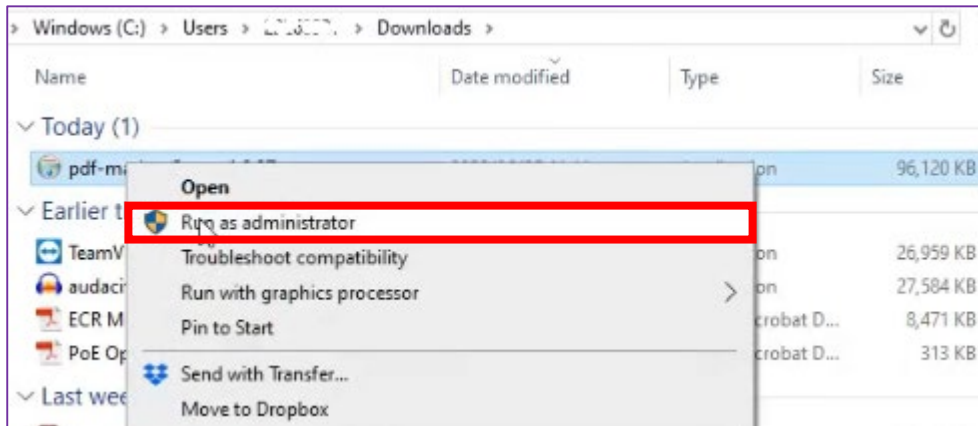 Windows (C:) > Users > > Downloads >
Name Date modified Type Size
Today (1)
pdf-ma on 96,120 KB
Open
Earlier t
Run as administrator
TeamV on 26,959 KB
Troubleshoot compatibility
audaci on 27,584 KB
Run with graphics processor
ECR M crobat D... 8,471 KB
Pin to Start
PoE Op crobat D... 313 KB
Send with Transfer...
Last wee
Move to Dropbox